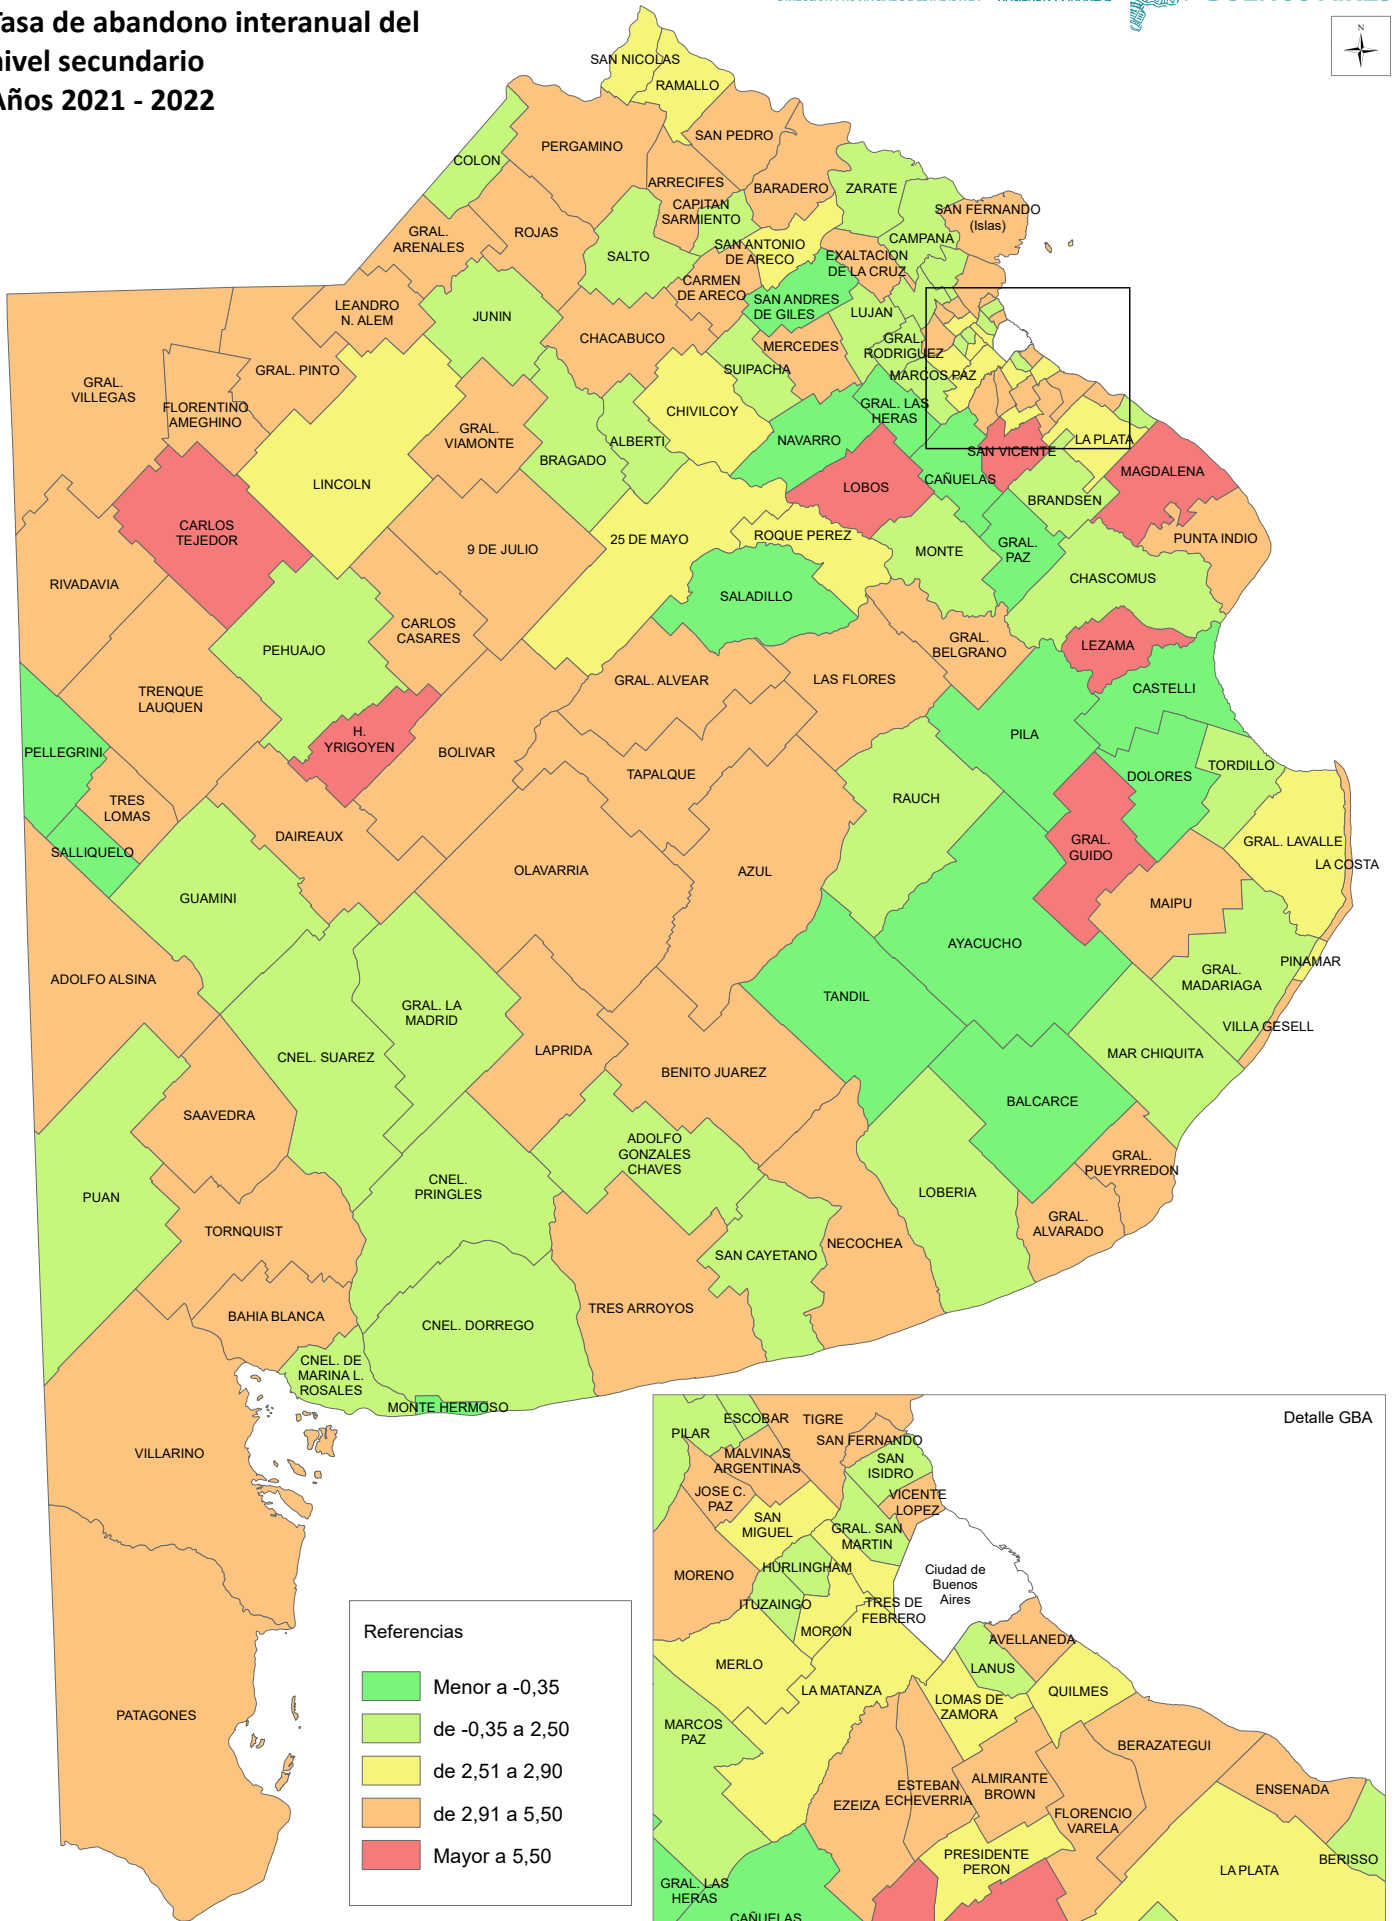 Tasa de abandono interanual del
nivel secundario
Años 2021 - 2022
N
SAN NICOLAS
RAMALLO
SAN PEDRO
PERGAMINO
COLON
ARRECIFES
BARADERO
ZARATE
CAPITAN
SARMIENTO
SAN FERNANDO
(Islas)
GRAL.
ARENALES
ROJAS
SALTO
SAN ANTONIO
DE ARECO
CAMPANA
EXALTACION
DE LA CRUZ
CARMEN
DE ARECO
SAN ANDRES
DE GILES
LEANDRO
N. ALEM
JUNIN
LUJAN
CHACABUCO
MERCEDES
GRAL.
RODRIGUEZ
GRAL. PINTO
SUIPACHA
MARCOS PAZ
GRAL.
VILLEGAS
FLORENTINO
AMEGHINO
CHIVILCOY
GRAL. LAS
HERAS
GRAL.
VIAMONTE
ALBERTI
NAVARRO
LA PLATA
BRAGADO
SAN VICENTE
MAGDALENA
LINCOLN
LOBOS
CAÑUELAS
BRANDSEN
CARLOS
TEJEDOR
9 DE JULIO
25 DE MAYO
ROQUE PEREZ
MONTE
GRAL.
PAZ
PUNTA INDIO
RIVADAVIA
CHASCOMUS
SALADILLO
CARLOS
CASARES
PEHUAJO
GRAL.
BELGRANO
LEZAMA
GRAL. ALVEAR
LAS FLORES
CASTELLI
TRENQUE
LAUQUEN
H.
YRIGOYEN
PILA
PELLEGRINI
BOLIVAR
TAPALQUE
DOLORES
TORDILLO
TRES
LOMAS
RAUCH
DAIREAUX
GRAL.
GUIDO
GRAL. LAVALLE
SALLIQUELO
OLAVARRIA
AZUL
LA COSTA
GUAMINI
MAIPU
AYACUCHO
PINAMAR
ADOLFO ALSINA
GRAL.
MADARIAGA
TANDIL
GRAL. LA
MADRID
VILLA GESELL
CNEL. SUAREZ
LAPRIDA
MAR CHIQUITA
BENITO JUAREZ
BALCARCE
SAAVEDRA
ADOLFO
GONZALES
CHAVES
GRAL.
PUEYRREDON
PUAN
CNEL.
PRINGLES
LOBERIA
GRAL.
ALVARADO
TORNQUIST
SAN CAYETANO
NECOCHEA
TRES ARROYOS
BAHIA BLANCA
CNEL. DORREGO
CNEL. DE
MARINA L.
ROSALES
MONTE HERMOSO
VILLARINO
PATAGONES
Referencias
Menor a -0,35
de -0,35 a 2,50
de 2,51 a 2,90
de 2,91 a 5,50
Mayor a 5,50
Detalle GBA
ESCOBAR
TIGRE
PILAR
SAN FERNANDO
MALVINAS
ARGENTINAS
SAN
ISIDRO
JOSE C.
PAZ
VICENTE
LOPEZ
SAN
MIGUEL
GRAL. SAN
MARTIN
HURLINGHAM
MORENO
Ciudad de
Buenos
Aires
ITUZAINGO
TRES DE
FEBRERO
MORON
AVELLANEDA
MERLO
LANUS
LA MATANZA
QUILMES
LOMAS DE
ZAMORA
MARCOS
PAZ
BERAZATEGUI
ESTEBAN
ECHEVERRIA
ALMIRANTE
BROWN
ENSENADA
EZEIZA
FLORENCIO
VARELA
PRESIDENTE
PERON
BERISSO
LA PLATA
GRAL. LAS
HERAS
CAÑUELAS